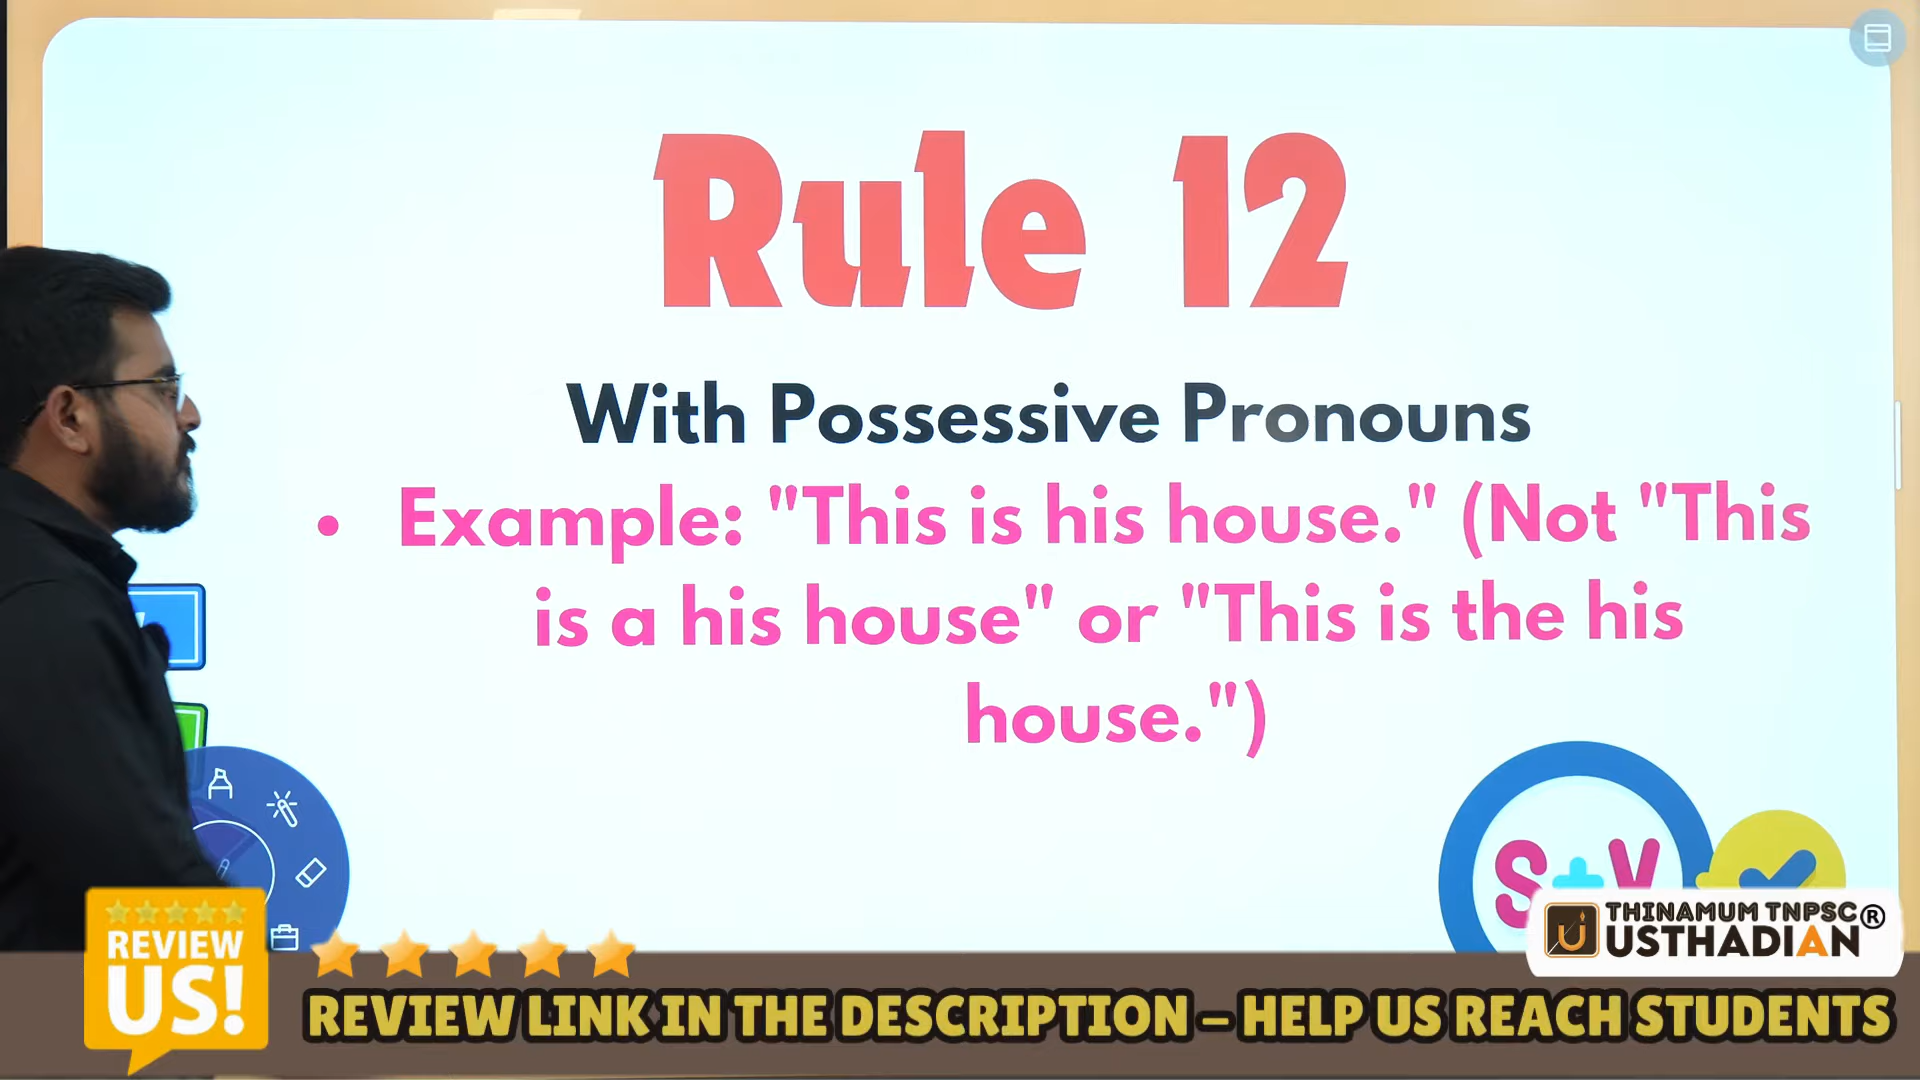 Rule 12
With Possessive Pronouns
• Example: "This is his house." (Not "This
is a his house" or "This is the his
house.")
S+V
THINAMUM TNPSC®
USTHADIAN
REVIEW
US!
REVIEW LINK IN THE DESCRIPTION – HELP US REACH STUDENTS